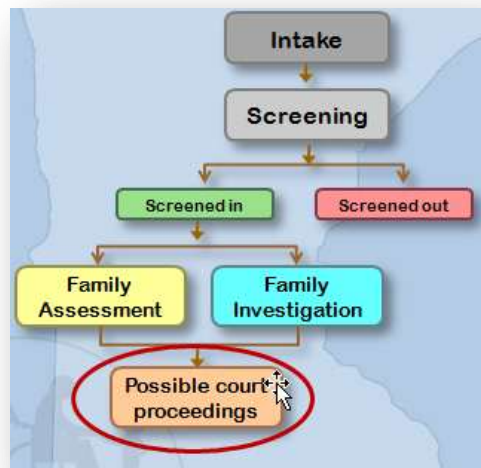 Intake
Screening
Screened in
Screened out
Family
Assessment
Family
Investigation
Possible court
proceedings